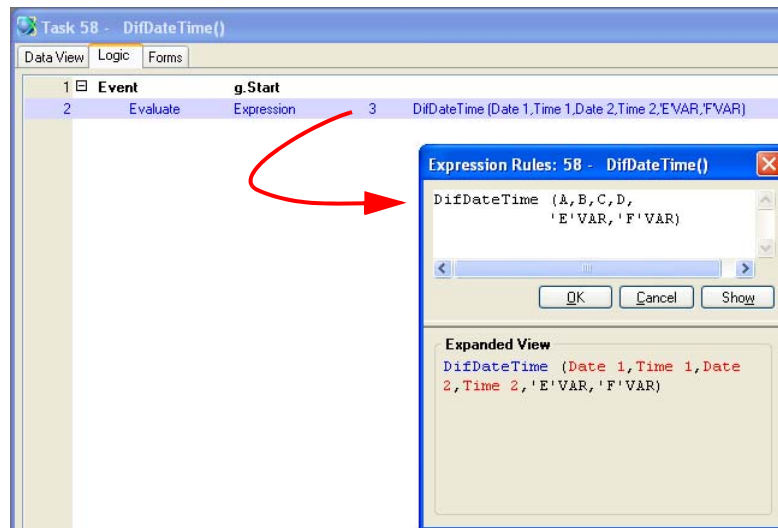 Task 58 - DifDateTime()
Data View Logic Forms
1 Event g.Start
2 Evaluate Expression 3 DifDateTime (Date 1,Time 1,Date 2,Time 2,'E'VAR,'F'VAR)
Expression Rules: 58 - DifDateTime()
DifDateTime (A,B,C,D,
'E'VAR,'F'VAR)
OK Cancel Show
Expanded View
DifDateTime (Date 1,Time 1,Date
2,Time 2,'E'VAR,'F'VAR)